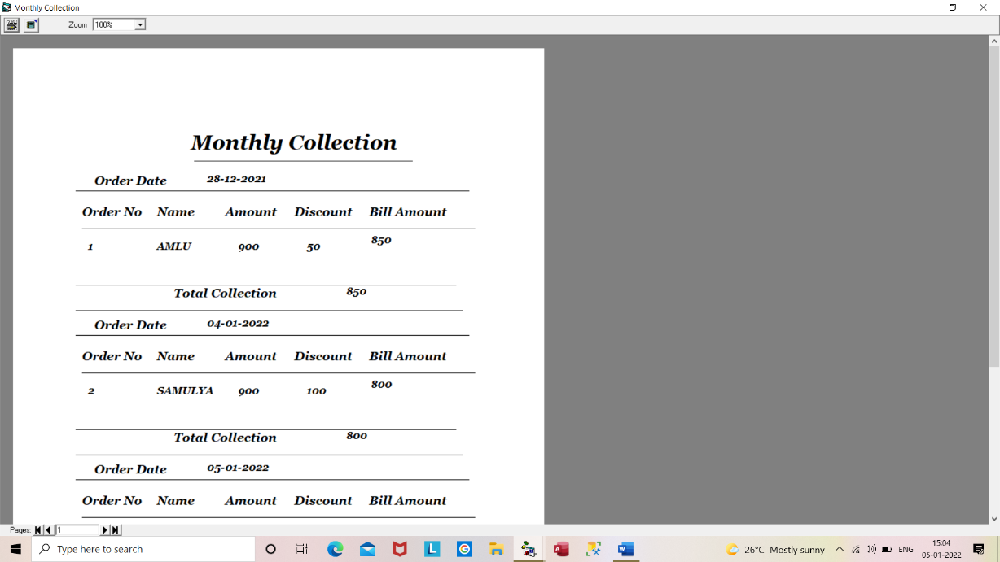 Monthly Collection
Zoom 100%
Monthly Collection
Order Date 28-12-2021
Order No Name Amount Discount Bill Amount
1 AMLU 900 50 850
Total Collection 850
Order Date 04-01-2022
Order No Name Amount Discount Bill Amount
2 SAMULYA 900 100 800
Total Collection 800
Order Date 05-01-2022
Order No Name Amount Discount Bill Amount
Pages: 1
Type here to search L G A W 26°C Mostly sunny ENG 15:04
05-01-2022